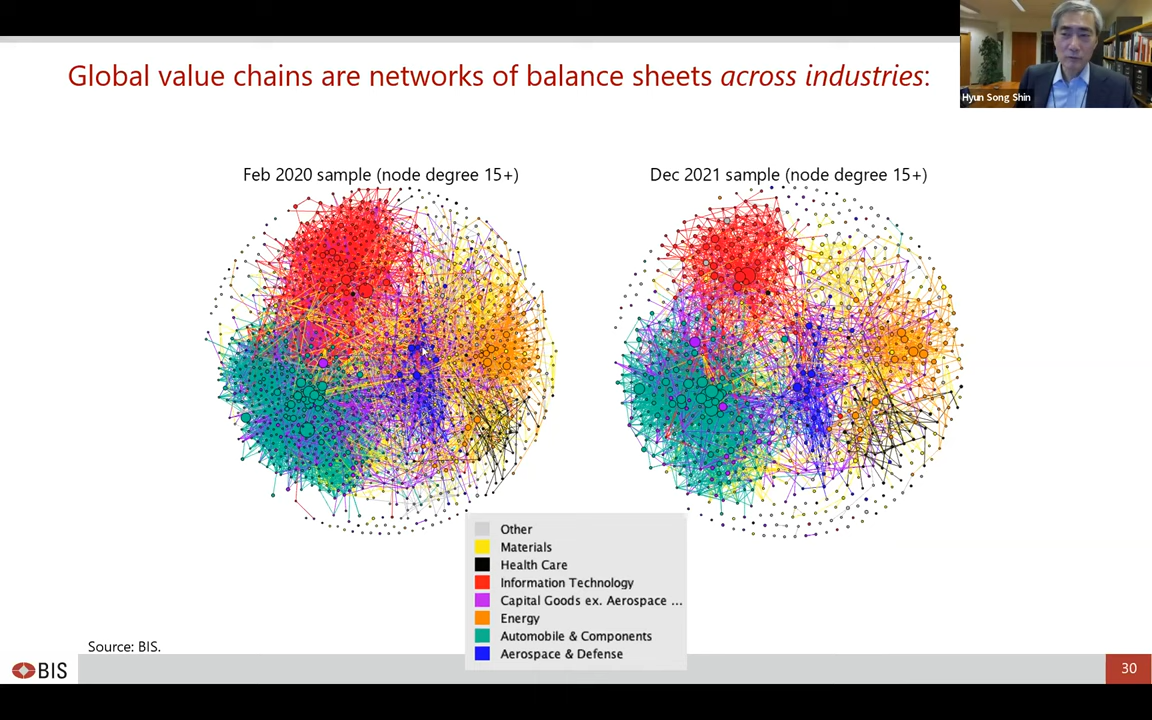 Global value chains are networks of balance sheets across industries:
Hyun Song Shin
Feb 2020 sample (node degree 15+)
Dec 2021 sample (node degree 15+)
Other
Materials
Health Care
Information Technology
Capital Goods ex. Aerospace ...
Energy
Automobile & Components
Aerospace & Defense
Source: BIS.
BIS
30